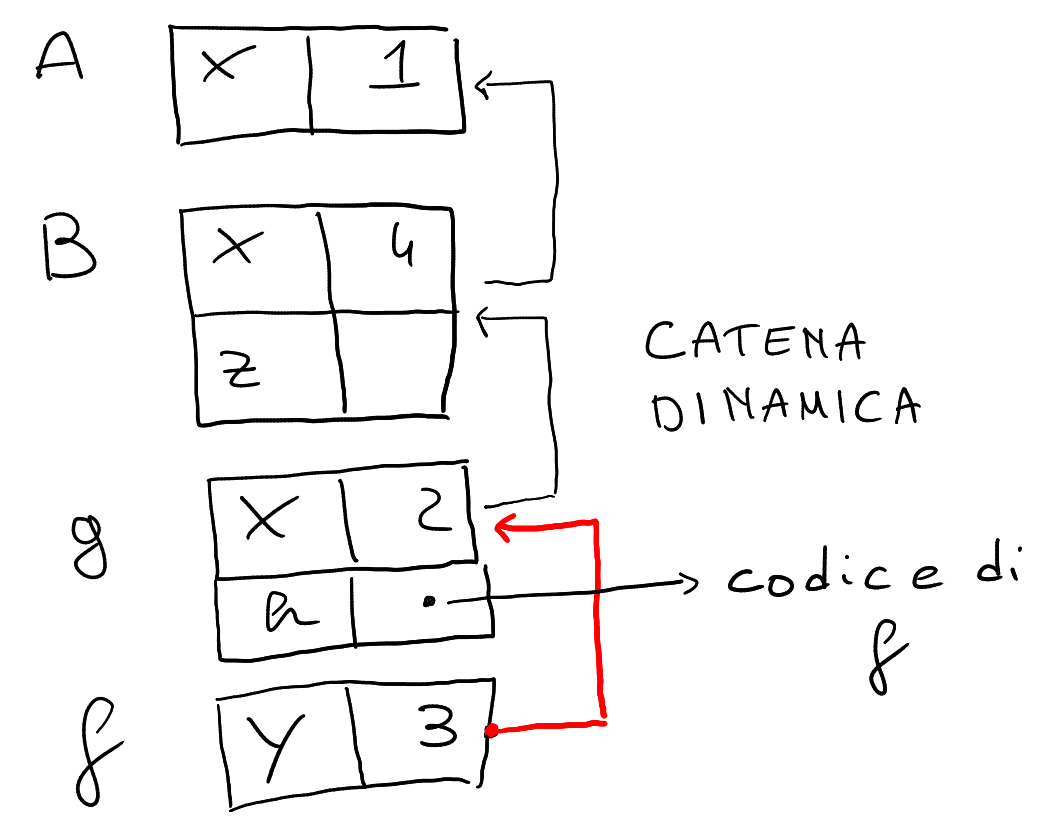 A x 1
B x 4
z
CATENA
DINAMICA
g x 2
h codice di
f
f y 3